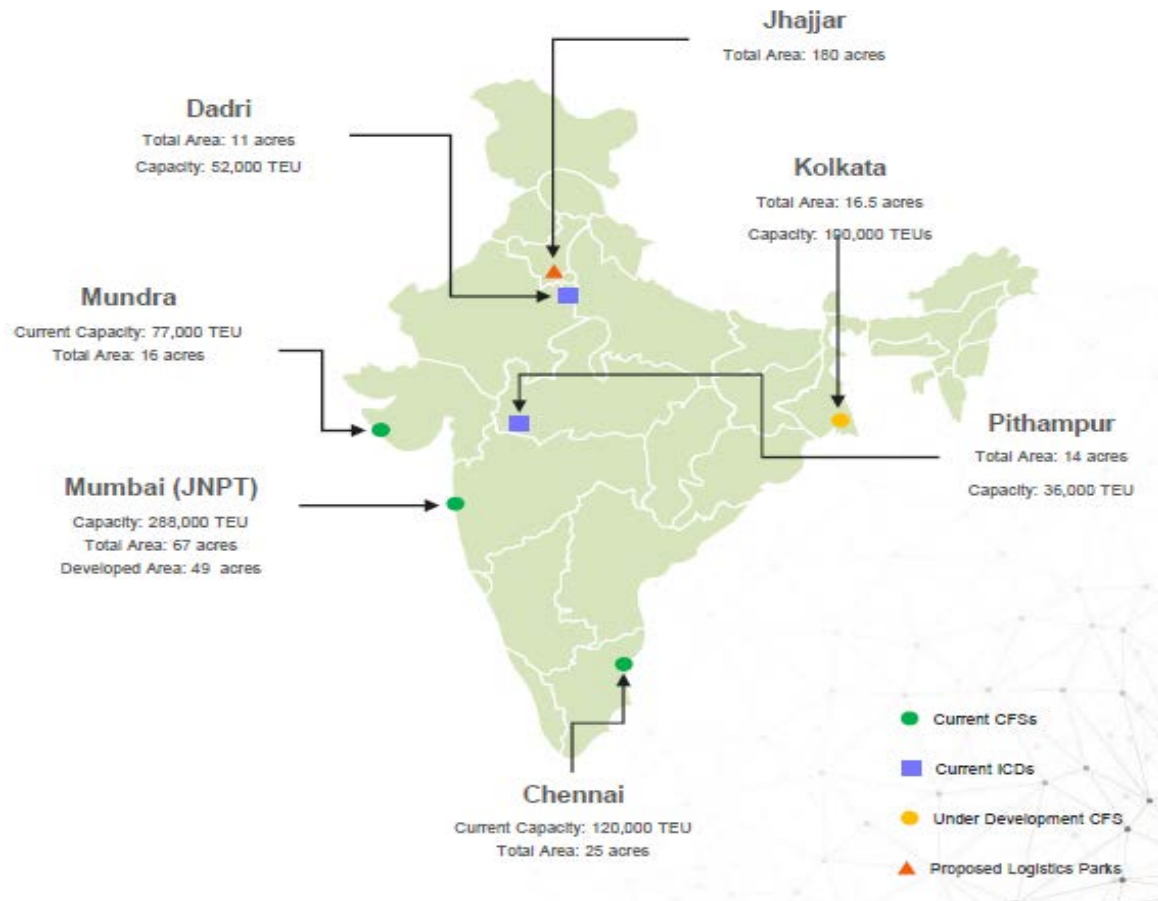 Jhajjar
Total Area: 180 acres
Dadri
Total Area: 11 acres
Capacity: 52,000 TEU
Kolkata
Total Area: 16.5 acres
Capacity: TEUs
Mundra
Current Capacity: 77,000 TEU
Total Area: 16 acres
Pithampur
Total Area: 14 acres
Capacity: 36,000 TEU
Mumbai (JNPT)
Capacity: 288,000 TEU
Total Area: 67 acres
Developed Area: 49 acres
Chennai
Current Capacity: 120,000 TEU
Total Area: 25 acres
Current CFSs
Current ICDs
Under Development CFS
Proposed Logistics Parks